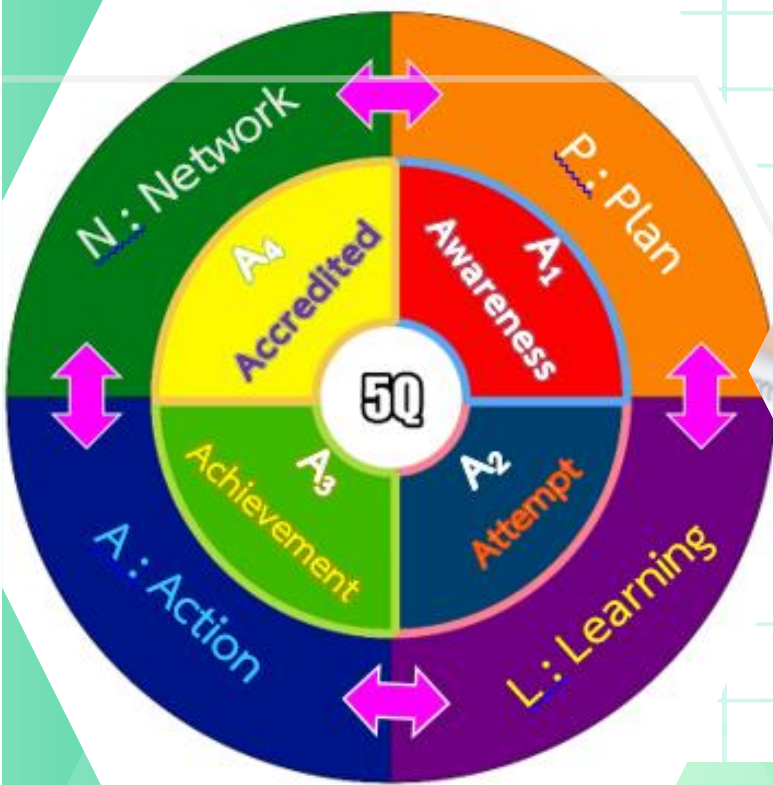 N : Network
P : Plan
A₄
Accredited
A₁
Awareness
5Q
A₃
Achievement
A₂
Attempt
A : Action
L : Learning